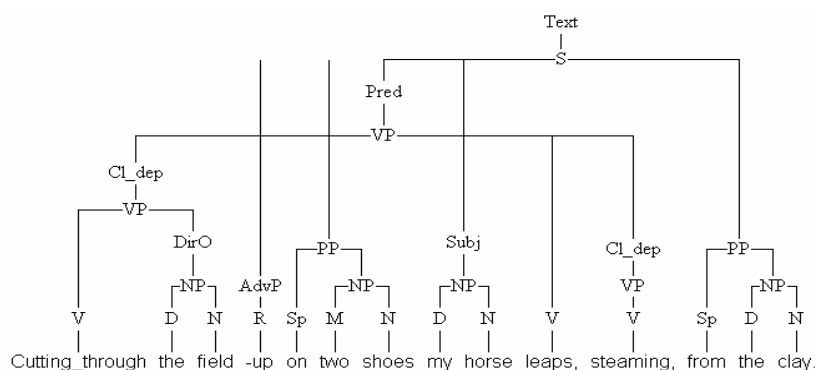 Text
S
Pred
VP
Cl_dep
VP
DirO PP Subj Cl_dep PP
NP AdvP NP NP VP NP
V D N R Sp M N D N V V Sp D N
Cutting_through the field -up on two shoes my horse leaps, steaming, from the clay.